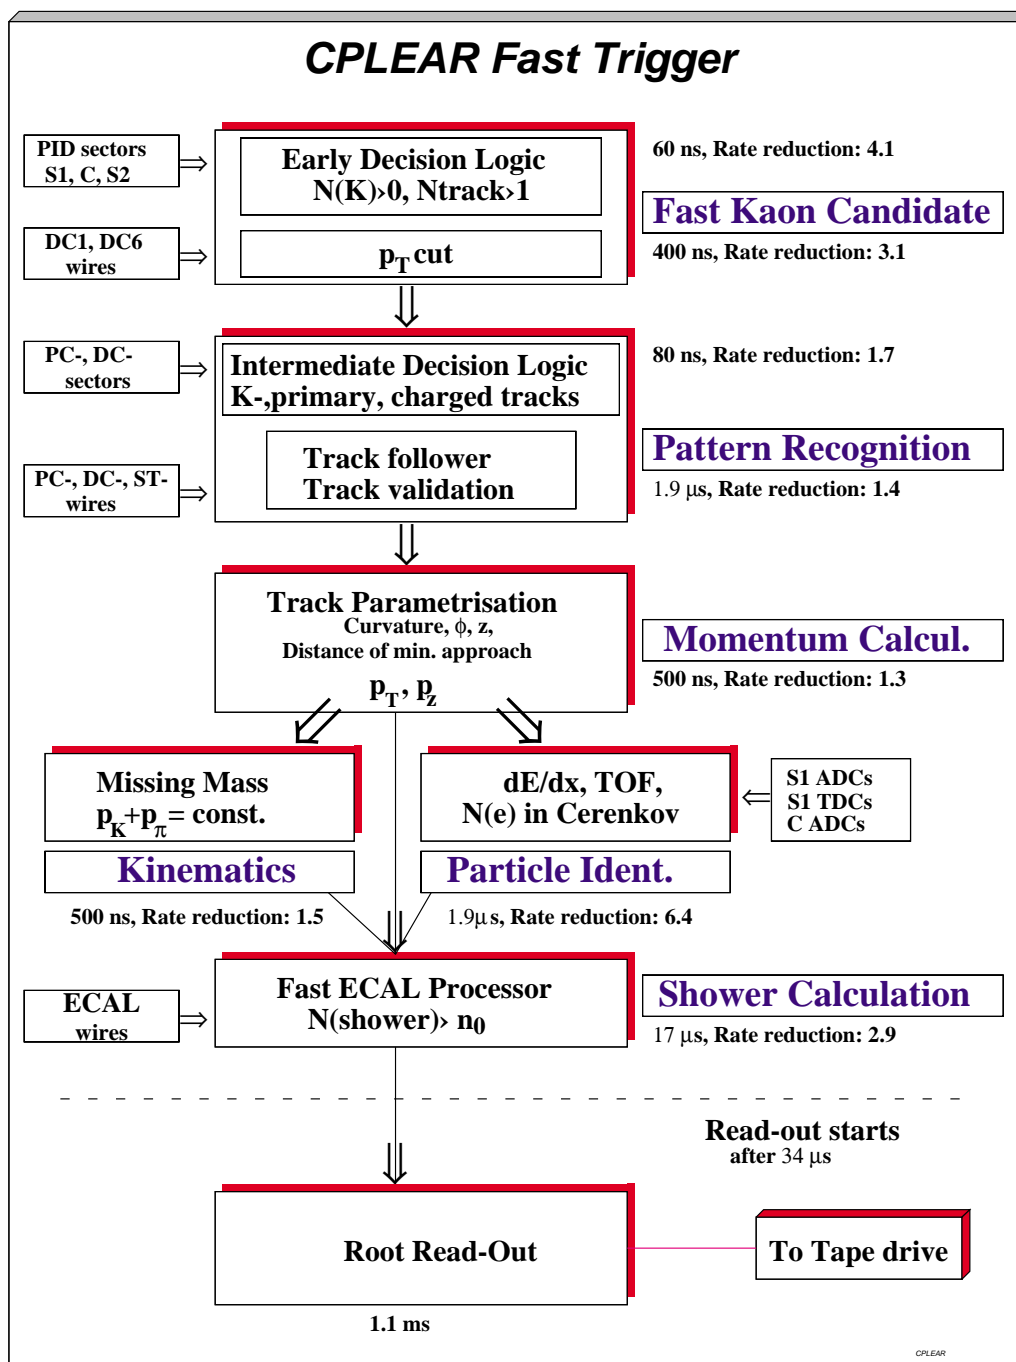 CPLEAR Fast Trigger
PID sectors
S1, C, S2
Early Decision Logic
N(K)›0, Ntrack›1
60 ns, Rate reduction: 4.1
Fast Kaon Candidate
DC1, DC6
wires
p_T cut
400 ns, Rate reduction: 3.1
PC-, DC-
sectors
Intermediate Decision Logic
K-,primary, charged tracks
80 ns, Rate reduction: 1.7
Pattern Recognition
PC-, DC-, ST-
wires
Track follower
Track validation
1.9 μs, Rate reduction: 1.4
Track Parametrisation
Curvature, ϕ, z,
Distance of min. approach
p_T, p_z
Momentum Calcul.
500 ns, Rate reduction: 1.3
Missing Mass
p_K+p_π= const.
dE/dx, TOF,
N(e) in Cerenkov
S1 ADCs
S1 TDCs
C ADCs
Kinematics
500 ns, Rate reduction: 1.5
Particle Ident.
1.9μs, Rate reduction: 6.4
ECAL
wires
Fast ECAL Processor
N(shower)› n_0
Shower Calculation
17 μs, Rate reduction: 2.9
Read-out starts
after 34 μs
Root Read-Out
To Tape drive
1.1 ms
CPLEAR